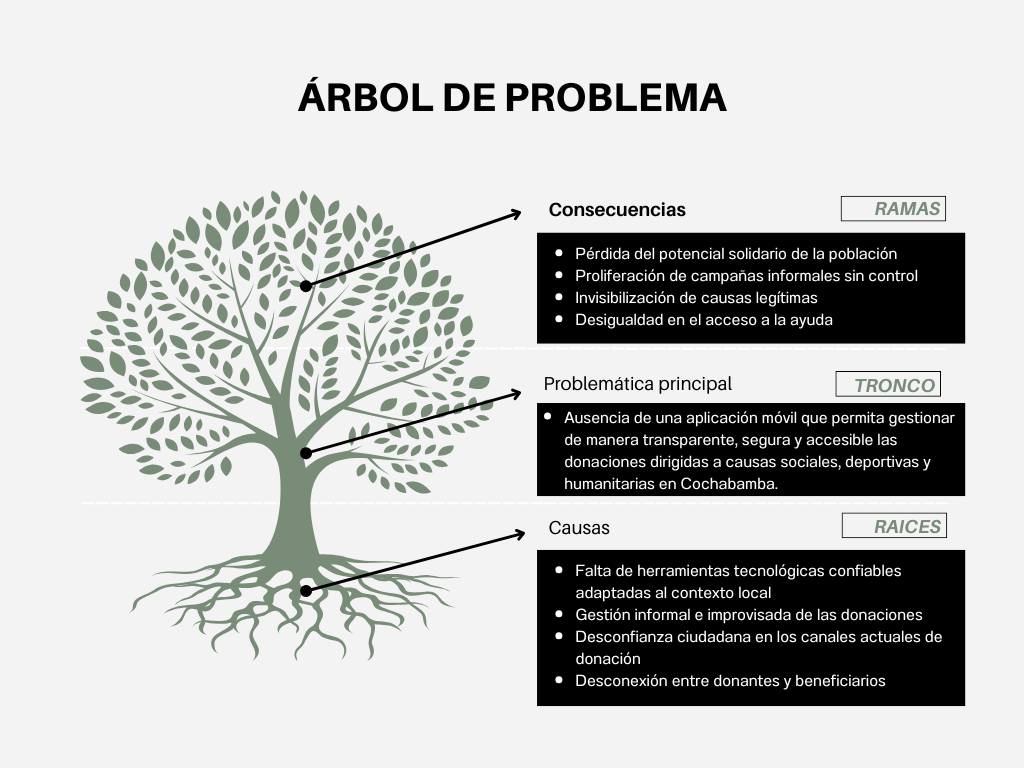 ÁRBOL DE PROBLEMA
Consecuencias
RAMAS
• Pérdida del potencial solidario de la población
• Proliferación de campañas informales sin control
• Invisibilización de causas legítimas
• Desigualdad en el acceso a la ayuda
Problemática principal
TRONCO
• Ausencia de una aplicación móvil que permita gestionar
de manera transparente, segura y accesible las
donaciones dirigidas a causas sociales, deportivas y
humanitarias en Cochabamba.
Causas
RAICES
• Falta de herramientas tecnológicas confiables
adaptadas al contexto local
• Gestión informal e improvisada de las donaciones
• Desconfianza ciudadana en los canales actuales de
donación
• Desconexión entre donantes y beneficiarios